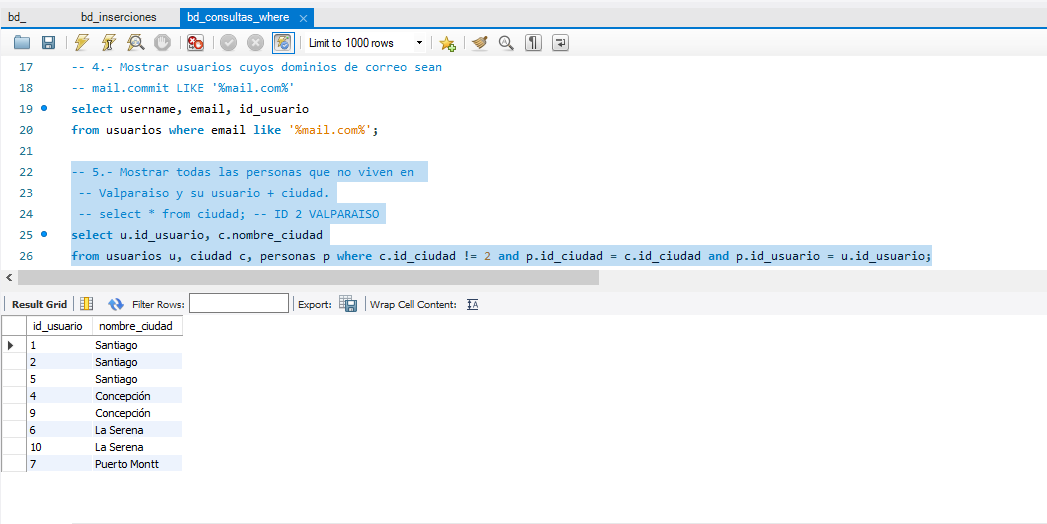 bd_ bd_inserciones bd_consultas_where ×
Limit to 1000 rows
17 -- 4.- Mostrar usuarios cuyos dominios de correo sean
18 -- mail.commit LIKE '%mail.com%'
19 select username, email, id_usuario
20 from usuarios where email like '%mail.com%';
21
22 -- 5.- Mostrar todas las personas que no viven en
23 -- Valparaiso y su usuario + ciudad.
24 -- select * from ciudad; -- ID 2 VALPARAISO
25 select u.id_usuario, c.nombre_ciudad
26 from usuarios u, ciudad c, personas p where c.id_ciudad != 2 and p.id_ciudad = c.id_ciudad and p.id_usuario = u.id_usuario;
Result Grid Filter Rows: Export: Wrap Cell Content:
id_usuario nombre_ciudad
1 Santiago
2 Santiago
5 Santiago
4 Concepción
9 Concepción
6 La Serena
10 La Serena
7 Puerto Montt